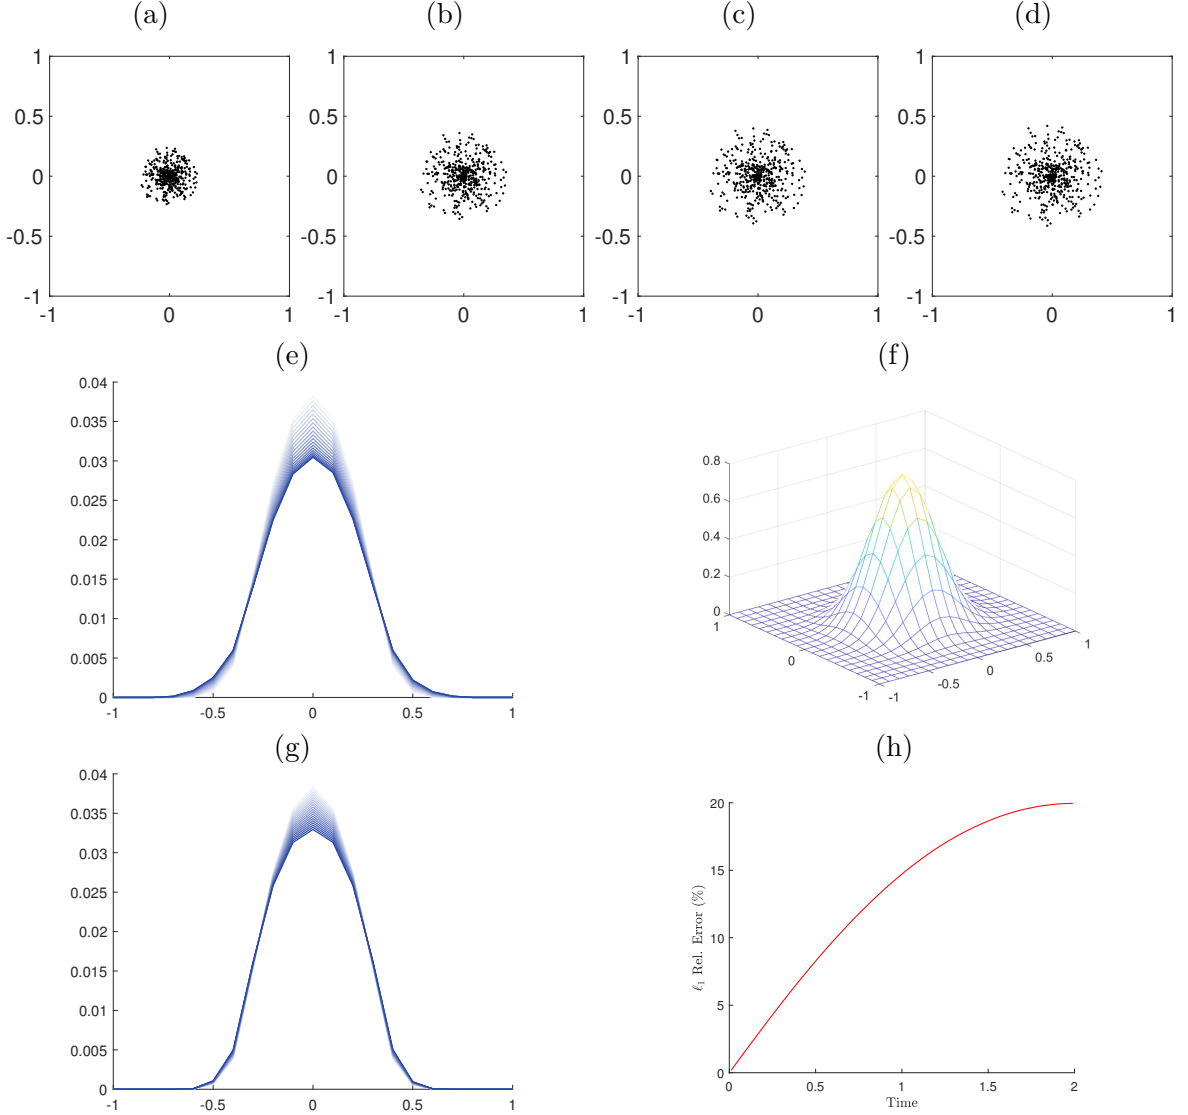 (a) (b) (c) (d)
1 1 1 1
0.5 0.5 0.5 0.5
0 0 0 0
-0.5 -0.5 -0.5 -0.5
-1 -1 -1 -1
-1 0 1 -1 0 1 -1 0 1 -1 0 1
(e) (f)
0.04
0.035
0.03
0.025
0.02
0.015
0.01
0.005
0
-1 -0.5 0 0.5 1
0.8
0.6
0.4
0.2
0
1 0 -1
-1 -0.5 0 0.5 1
(g) (h)
0.04
0.035
0.03
0.025
0.02
0.015
0.01
0.005
0
-1 -0.5 0 0.5 1
20
15
10
5
0
ℓ₁ Rel. Error (%)
0 0.5 1 1.5 2
Time